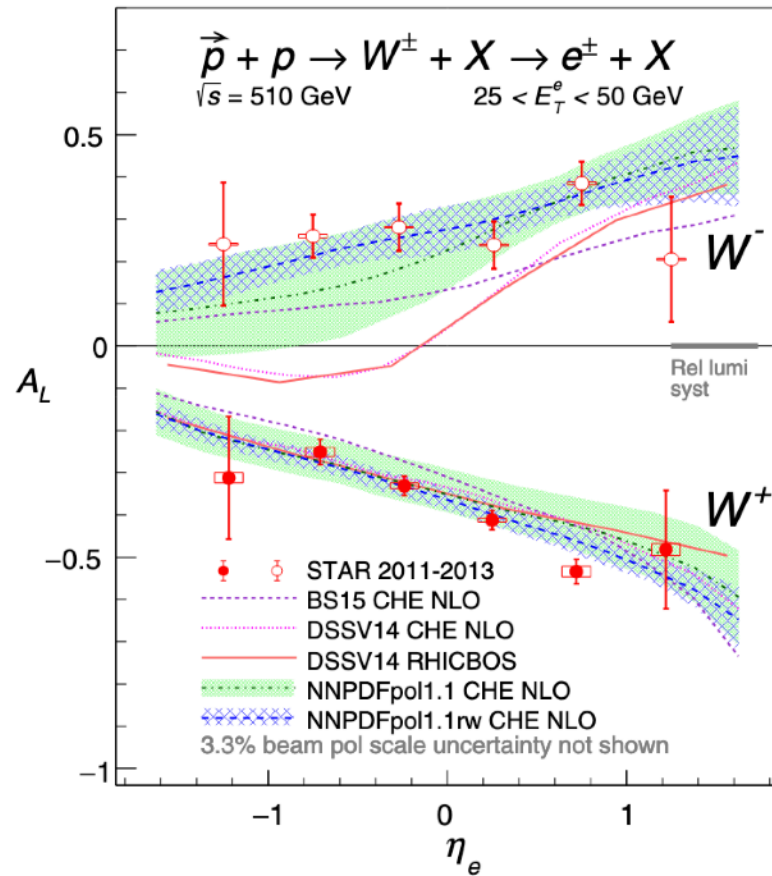 p⃗ + p → W± + X → e± + X
√s = 510 GeV
25 < E_T^e < 50 GeV
0.5
W⁻
0
A_L
Rel lumi
syst
W⁺
−0.5
STAR 2011-2013
BS15 CHE NLO
DSSV14 CHE NLO
DSSV14 RHICBOS
NNPDFpol1.1 CHE NLO
NNPDFpol1.1rw CHE NLO
3.3% beam pol scale uncertainty not shown
−1
−1 0 1
η_e